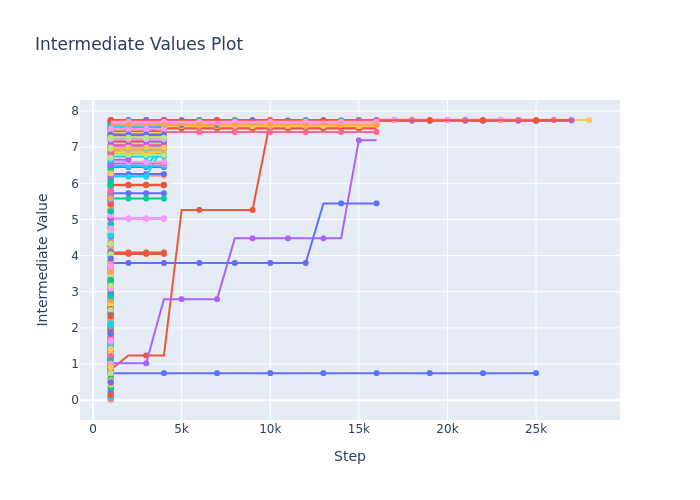 Intermediate Values Plot
8
7
6
5
4
3
2
1
0
Intermediate Value
0 5k 10k 15k 20k 25k
Step